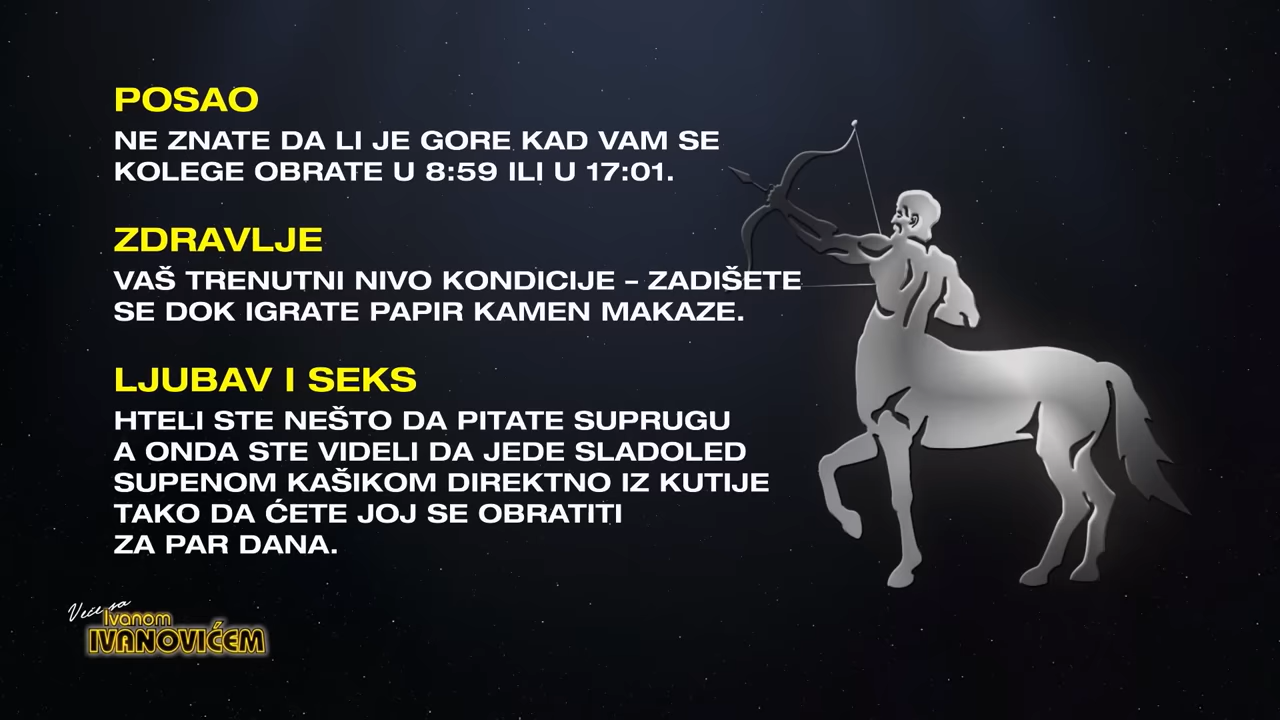 POSAO
NE ZNATE DA LI JE GORE KAD VAM SE
KOLEGE OBRATE U 8:59 ILI U 17:01.
ZDRAVLJE
VAŠ TRENUTNI NIVO KONDICIJE – ZADIŠETE
SE DOK IGRATE PAPIR KAMEN MAKAZE.
LJUBAV I SEKS
HTELI STE NEŠTO DA PITATE SUPRUGU
A ONDA STE VIDELI DA JEDE SLADOLED
SUPENOM KAŠIKOM DIREKTNO IZ KUTIJE
TAKO DA ĆETE JOJ SE OBRATITI
ZA PAR DANA.
Veče sa
Ivanom
IVANOVIĆEM